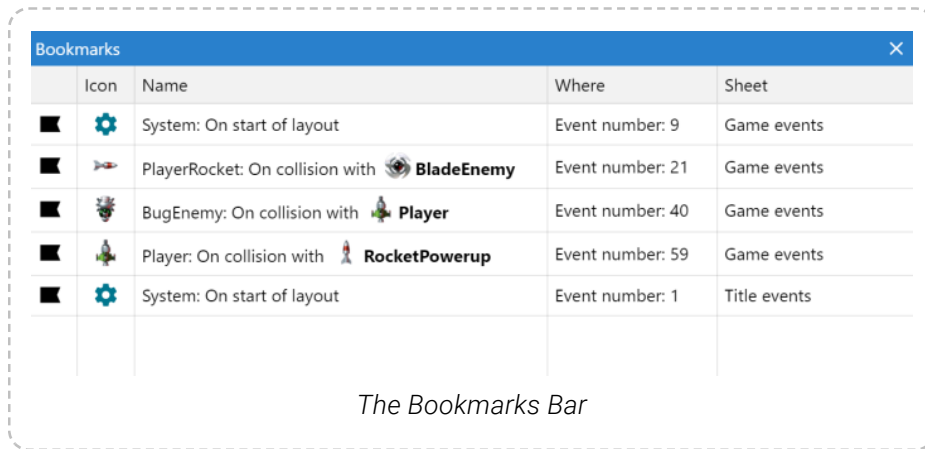 Bookmarks
Icon Name Where Sheet
System: On start of layout Event number: 9 Game events
PlayerRocket: On collision with BladeEnemy Event number: 21 Game events
BugEnemy: On collision with Player Event number: 40 Game events
Player: On collision with RocketPowerup Event number: 59 Game events
System: On start of layout Event number: 1 Title events
The Bookmarks Bar